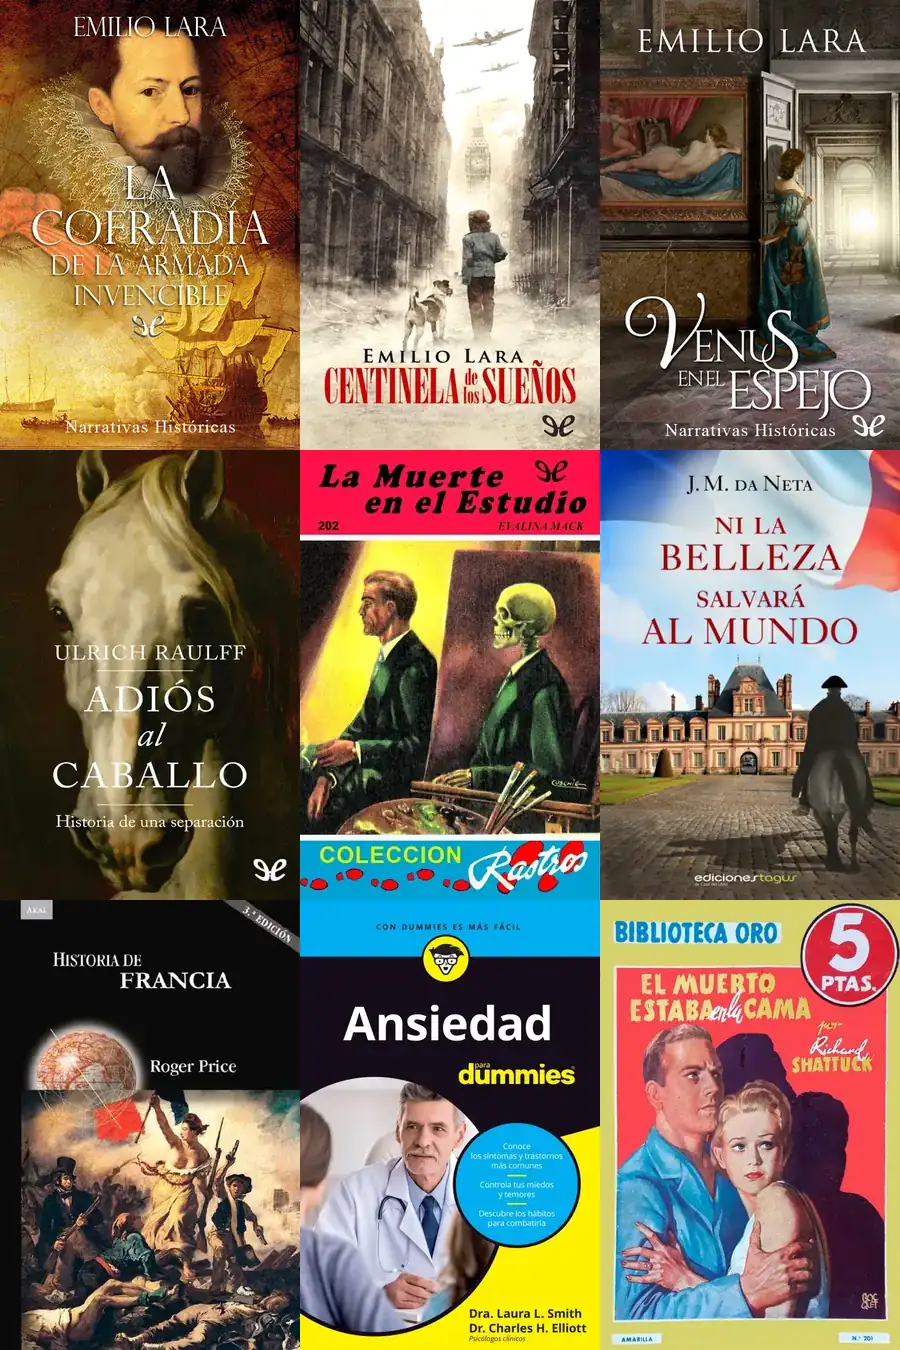 EMILIO LARA
LA
COFRADÍA
DE LA ARMADA
INVENCIBLE
Narrativas Históricas
EMILIO LARA
CENTINELA de los SUEÑOS
EMILIO LARA
VENUS
EN EL ESPEJO
Narrativas Históricas
ULRICH RAULFF
ADIÓS
al
CABALLO
Historia de una separación
La Muerte
en el Estudio
202
EVALINA MACK
COLECCION
Rastros
J. M. DA NETA
NI LA
BELLEZA
SALVARÁ
AL MUNDO
edicionestagus
AKAL
3.ª EDICIÓN
HISTORIA DE
FRANCIA
Roger Price
CON DUMMIES ES MÁS FÁCIL
Ansiedad
para
dummies
Conoce
los síntomas y trastornos
más comunes
Controla tus miedos
y temores
Descubre los hábitos
para combatirla
Dra. Laura L. Smith
Dr. Charles H. Elliott
Psicólogos clínicos
BIBLIOTECA ORO
5
PTAS.
EL MUERTO
ESTABA en la CAMA
por
Richard
SHATTUCK
AMARILLA
N.º 201